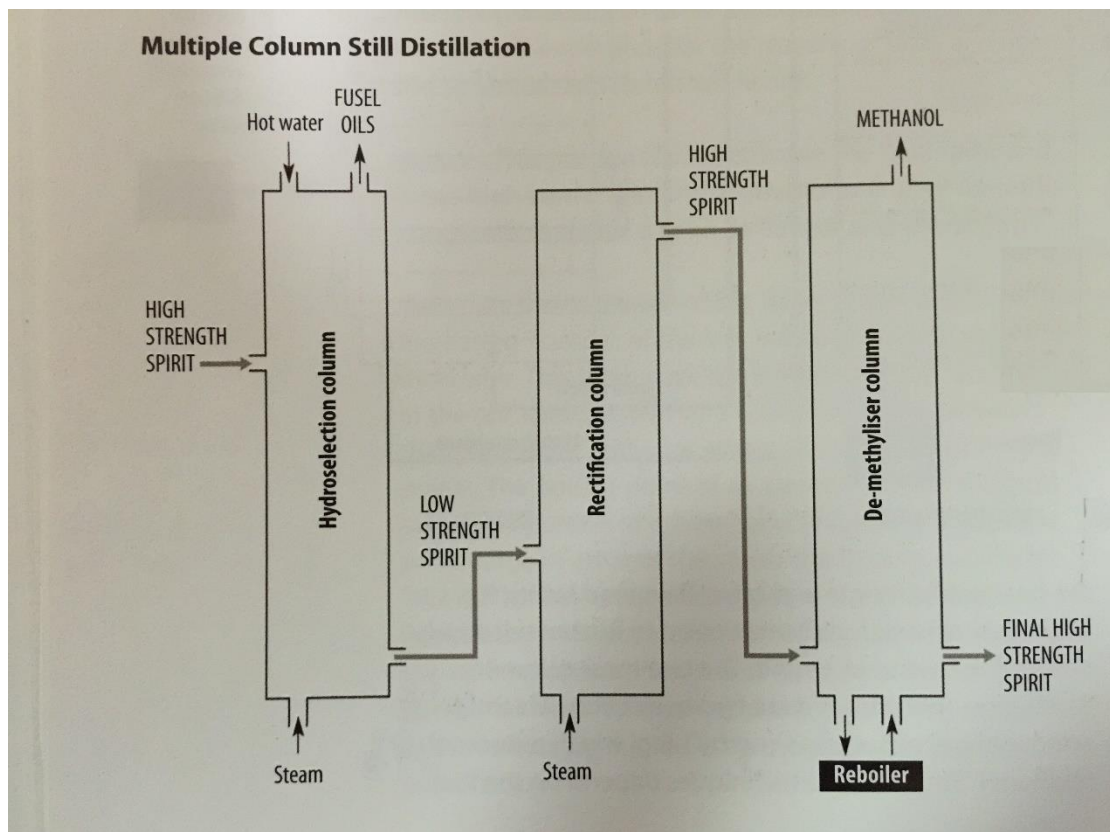 Multiple Column Still Distillation
Hot water
FUSEL
OILS
HIGH
STRENGTH
SPIRIT
Hydroselection column
Steam
LOW
STRENGTH
SPIRIT
Rectification column
Steam
HIGH
STRENGTH
SPIRIT
METHANOL
De-methyliser column
FINAL HIGH
STRENGTH
SPIRIT
Reboiler